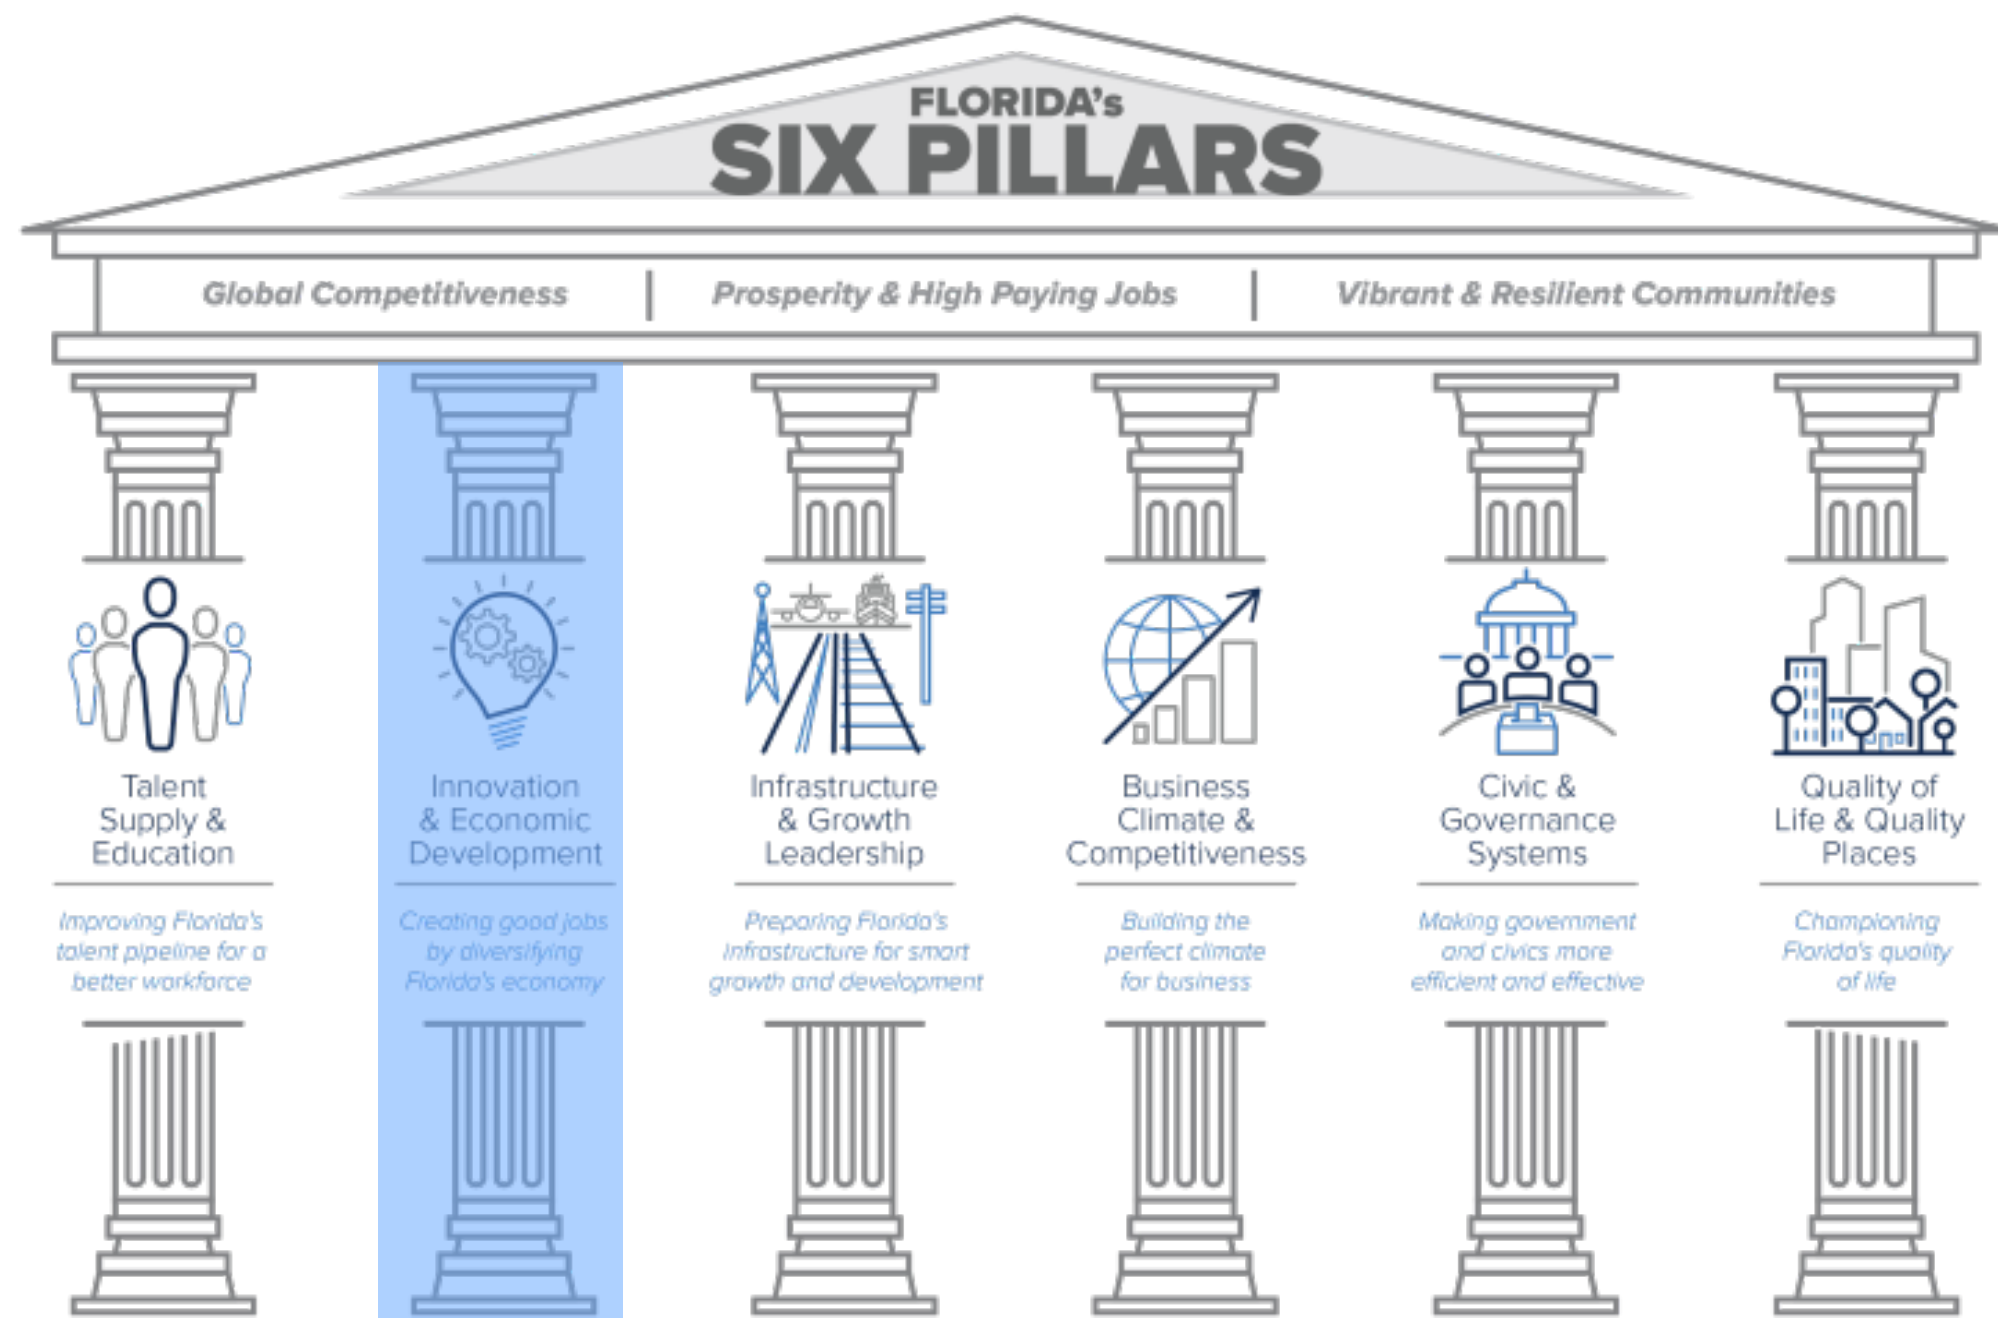 FLORIDA's
SIX PILLARS
Global Competitiveness | Prosperity & High Paying Jobs | Vibrant & Resilient Communities
Talent
Supply &
Education
Improving Florida's
talent pipeline for a
better workforce
Innovation
& Economic
Development
Creating good jobs
by diversifying
Florida's economy
Infrastructure
& Growth
Leadership
Preparing Florida's
infrastructure for smart
growth and development
Business
Climate &
Competitiveness
Building the
perfect climate
for business
Civic &
Governance
Systems
Making government
and civics more
efficient and effective
Quality of
Life & Quality
Places
Championing
Florida's quality
of life